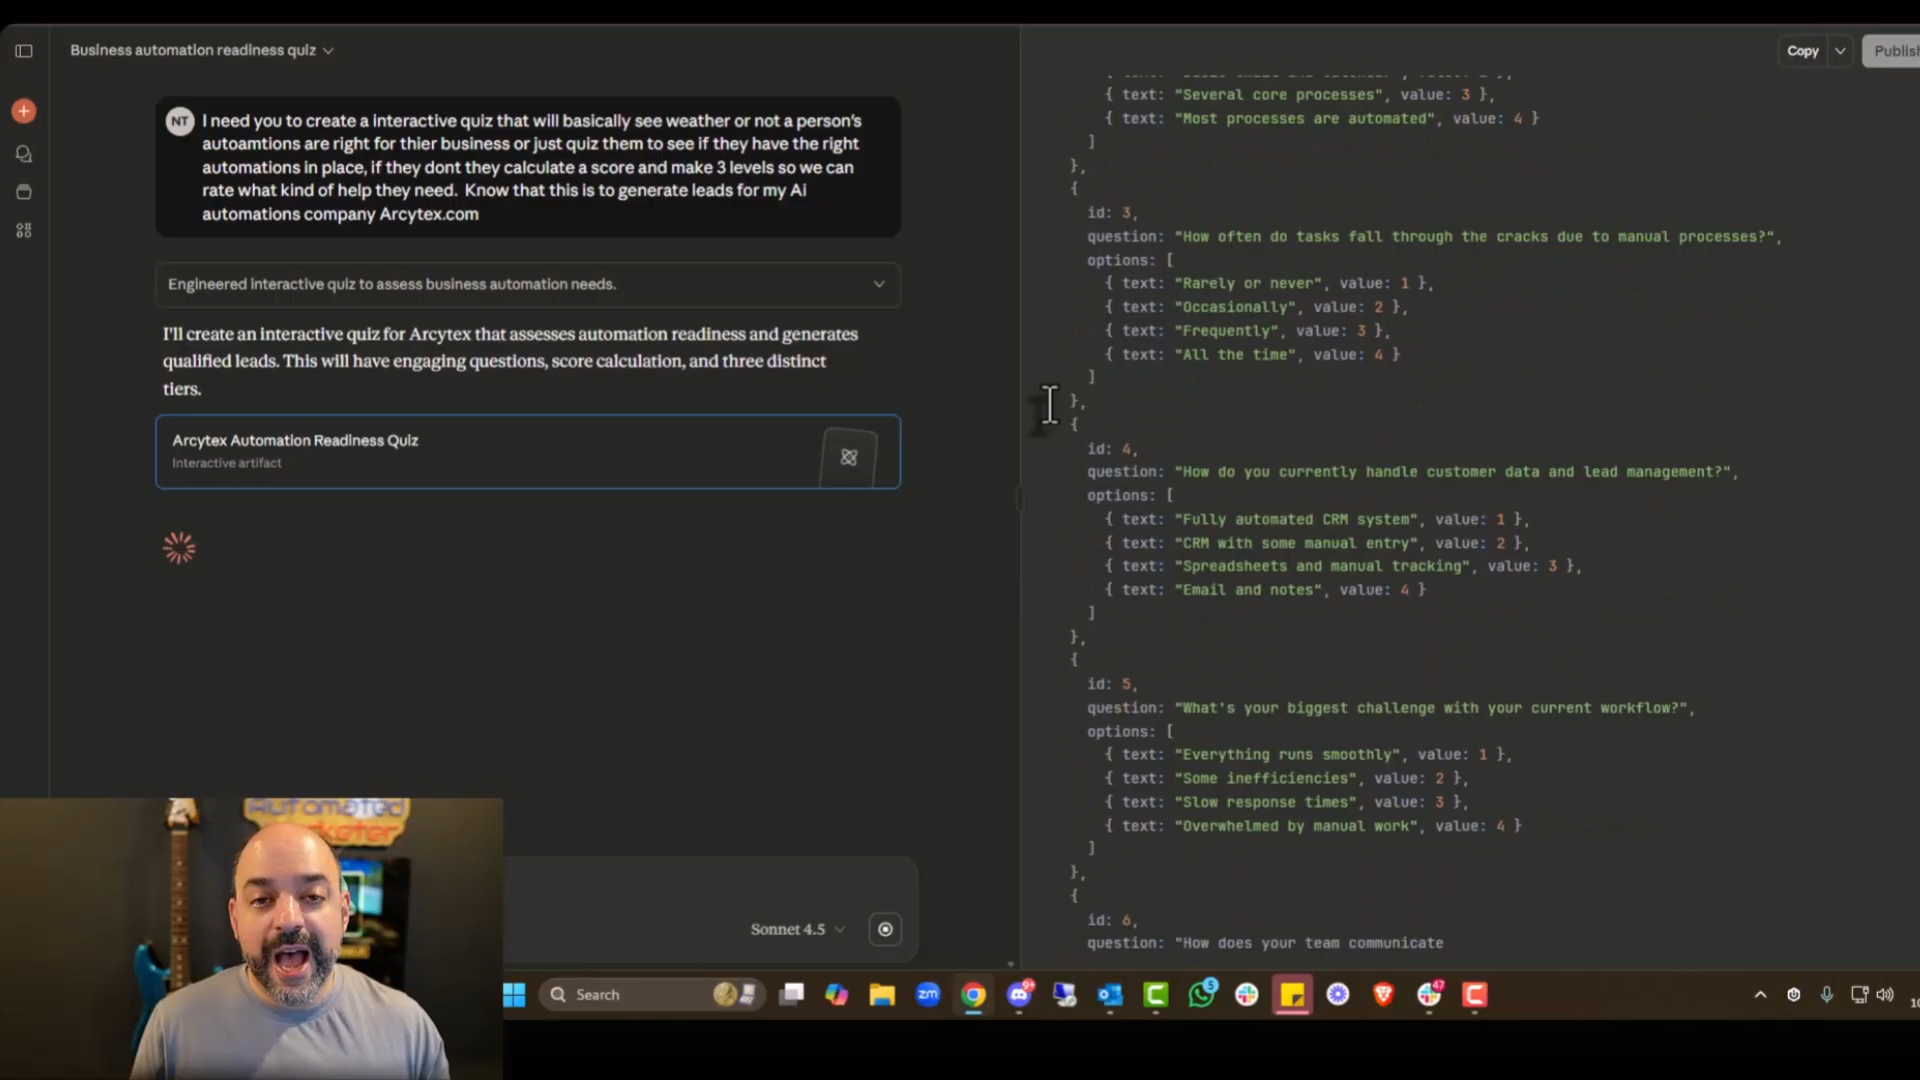 Business automation readiness quiz
Copy
Publish
NT
I need you to create a interactive quiz that will basically see weather or not a person's
autoamtions are right for thier business or just quiz them to see if they have the right
automations in place, if they dont they calculate a score and make 3 levels so we can
rate what kind of help they need. Know that this is to generate leads for my Ai
automations company Arcytex.com
Engineered interactive quiz to assess business automation needs.
I'll create an interactive quiz for Arcytex that assesses automation readiness and generates
qualified leads. This will have engaging questions, score calculation, and three distinct
tiers.
Arcytex Automation Readiness Quiz
Interactive artifact
{ text: "Several core processes", value: 3 },
{ text: "Most processes are automated", value: 4 }
]
},
{
id: 3,
question: "How often do tasks fall through the cracks due to manual processes?",
options: [
{ text: "Rarely or never", value: 1 },
{ text: "Occasionally", value: 2 },
{ text: "Frequently", value: 3 },
{ text: "All the time", value: 4 }
]
},
{
id: 4,
question: "How do you currently handle customer data and lead management?",
options: [
{ text: "Fully automated CRM system", value: 1 },
{ text: "CRM with some manual entry", value: 2 },
{ text: "Spreadsheets and manual tracking", value: 3 },
{ text: "Email and notes", value: 4 }
]
},
{
id: 5,
question: "What's your biggest challenge with your current workflow?",
options: [
{ text: "Everything runs smoothly", value: 1 },
{ text: "Some inefficiencies", value: 2 },
{ text: "Slow response times", value: 3 },
{ text: "Overwhelmed by manual work", value: 4 }
]
},
{
id: 6,
question: "How does your team communicate
Automated
Sonnet 4.5
Search
zm
9+
5
47